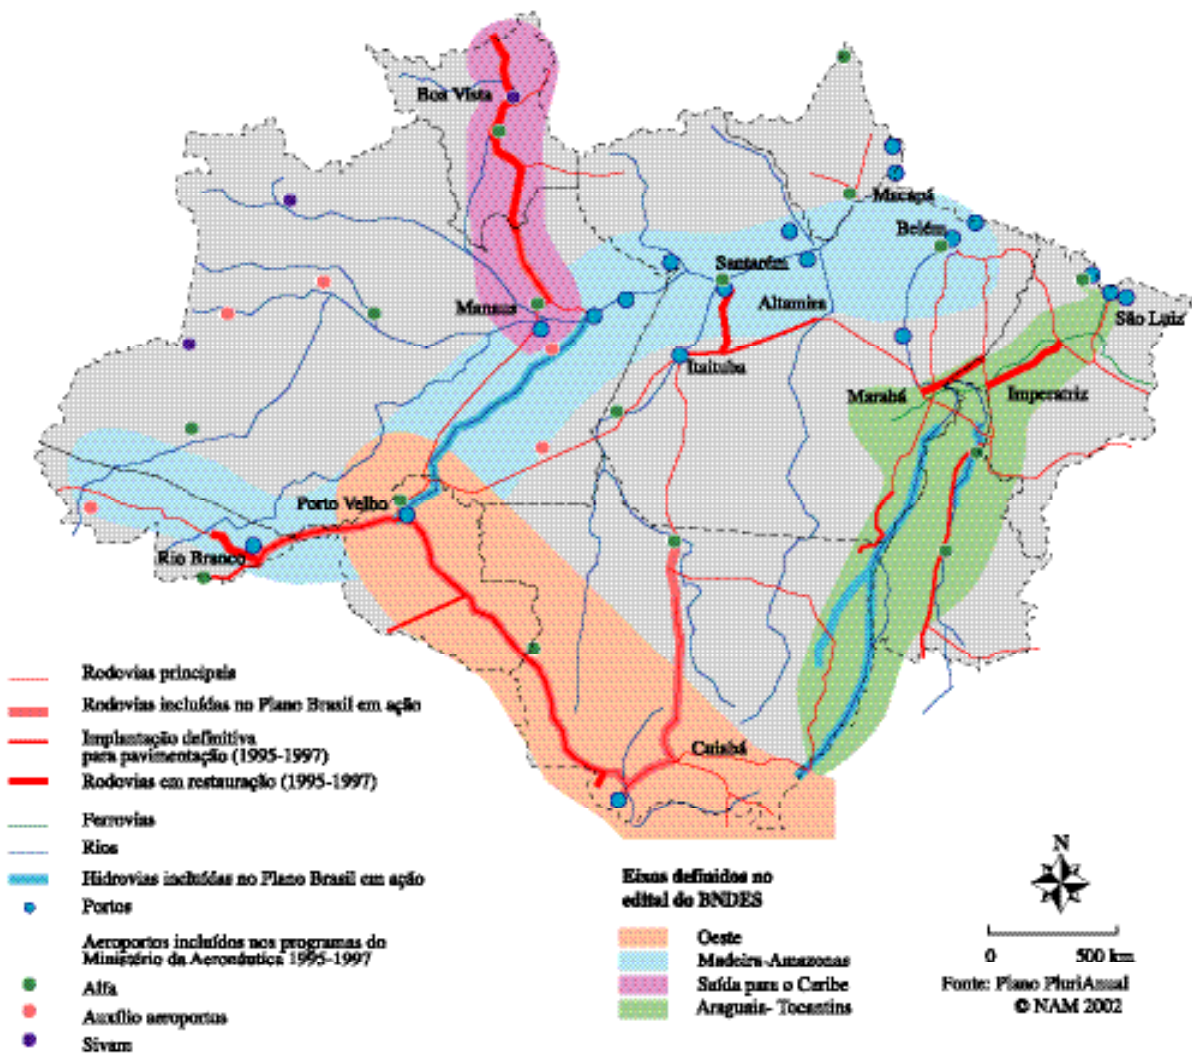 Boa Vista
Macapá
Belém
Santarém
Manaus
Altamira
São Luiz
Itaituba
Marabá
Imperatriz
Porto Velho
Rio Branco
Cuiabá
Rodovias principais
Rodovias incluídas no Plano Brasil em ação
Implantação definitiva
para pavimentação (1995-1997)
Rodovias em restauração (1995-1997)
Ferrovias
Rios
Hidrovias incluídas no Plano Brasil em ação
Portos
Aeroportos incluídos nos programas do
Ministério da Aeronáutica 1995-1997
Alfa
Auxílio aeroportos
Sivam
Eixos definidos no
edital do BNDES
Oeste
Madeira-Amazonas
Saída para o Caribe
Araguaia- Tocantins
N
0 500 km
Fonte: Plano PluriAnual
© NAM 2002